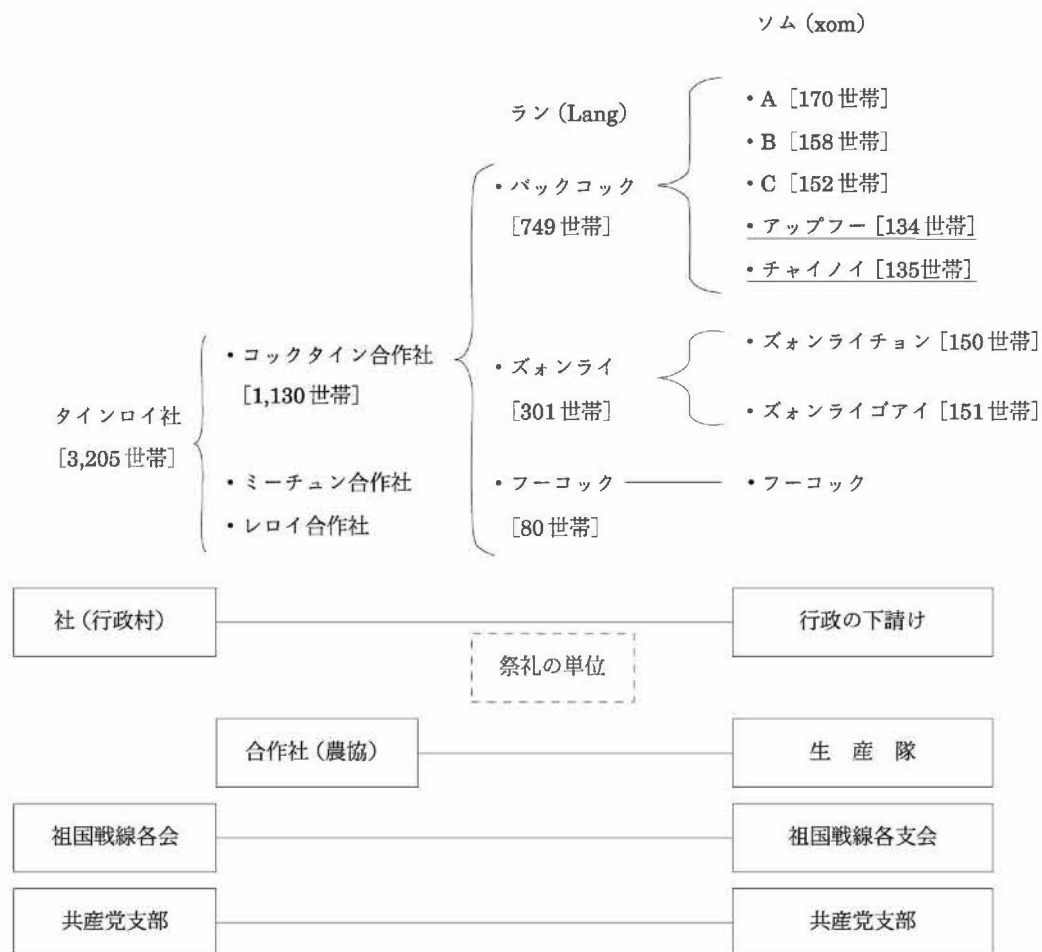 ソム (xom)
ラン (Lang)
・A [170世帯]
・B [158世帯]
・C [152世帯]
・アップフー [134世帯]
・チャイノイ [135世帯]
・バックコック
[749世帯]
・コックタイン合作社
[1,130世帯]
・ズォンライ
[301世帯]
・ズォンライチョン [150世帯]
・ズォンライゴアイ [151世帯]
タインロイ社
[3,205世帯]
・ミーチュン合作社
・レロイ合作社
・フーコック
[80世帯]
・フーコック
社(行政村)
行政の下請け
祭礼の単位
合作社(農協)
生産隊
祖国戦線各会
祖国戦線各支会
共産党支部
共産党支部